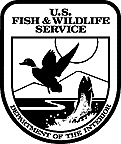 U.S.
FISH & WILDLIFE
SERVICE
DEPARTMENT OF THE INTERIOR